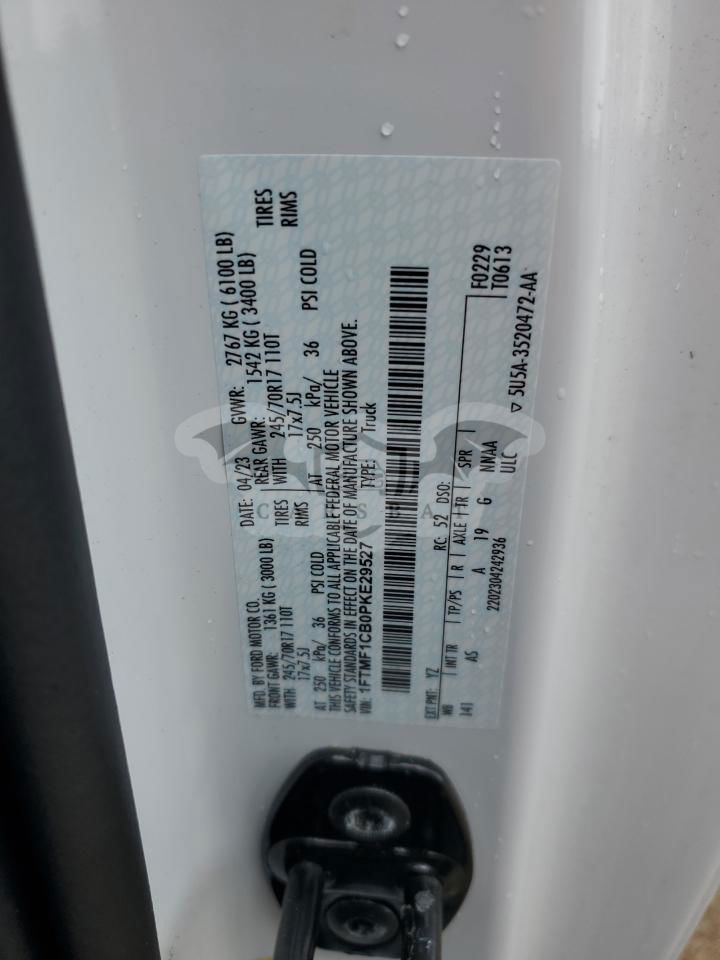 MFD. BY FORD MOTOR CO. DATE: 04/23 GVWR: 2767 KG ( 6100 LB)
FRONT GAWR: 1361 KG (3000 LB) REAR GAWR: 1542 KG ( 3400 LB)
WITH 245/70R17 110T TIRES WITH 245/70R17 110T TIRES
17x7.5J RIMS 17x7.5J RIMS
AT 250 kPa/ 36 PSI COLD AT 250 kPa/ 36 PSI COLD
THIS VEHICLE CONFORMS TO ALL APPLICABLE FEDERAL MOTOR VEHICLE
SAFETY STANDARDS IN EFFECT ON THE DATE OF MANUFACTURE SHOWN ABOVE.
VIN: 1FTMF1CB0PKE29527 TYPE: Truck
EXT PNT: YZ RC: 52 DSO: F0229
WB INT TR TP/PS R AXLE TR SPR T0613
141 AS A 19 G NNAA
2202304242936 ULC
▽ 5U5A-3520472-AA